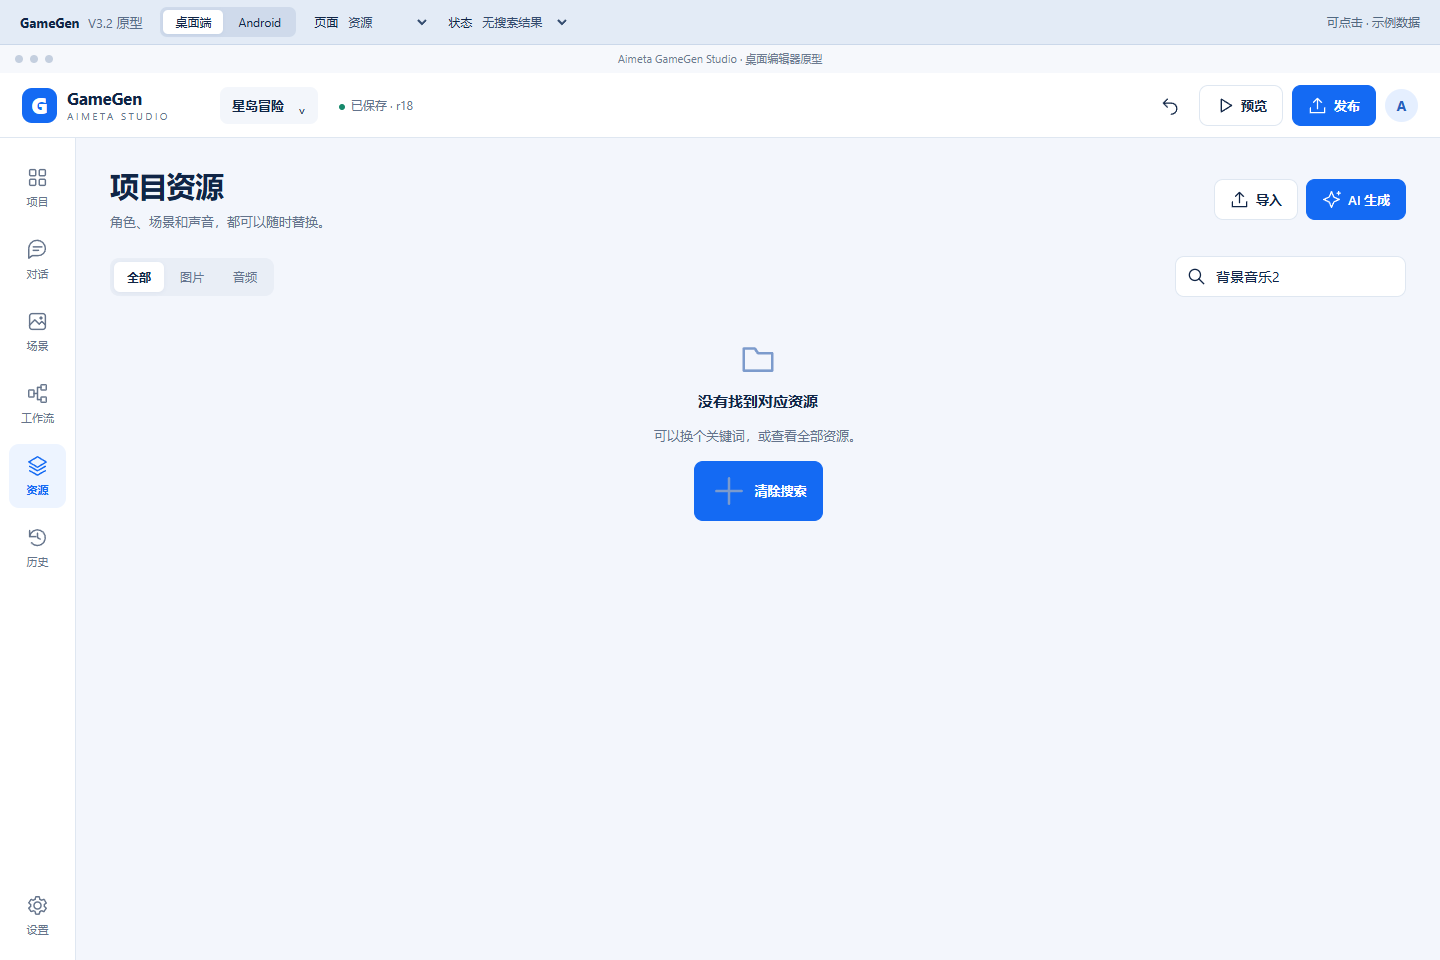 GameGen V3.2 原型 桌面端 Android 页面 资源 状态 无搜索结果 可点击 · 示例数据
Aimeta GameGen Studio · 桌面编辑器原型
G GameGen
AIMETA STUDIO
星岛冒险 已保存 · r18 预览 发布 A
项目
对话
场景
工作流
资源
历史
设置
项目资源
角色、场景和声音，都可以随时替换。
导入 AI 生成
全部 图片 音频
背景音乐2
没有找到对应资源
可以换个关键词，或查看全部资源。
清除搜索